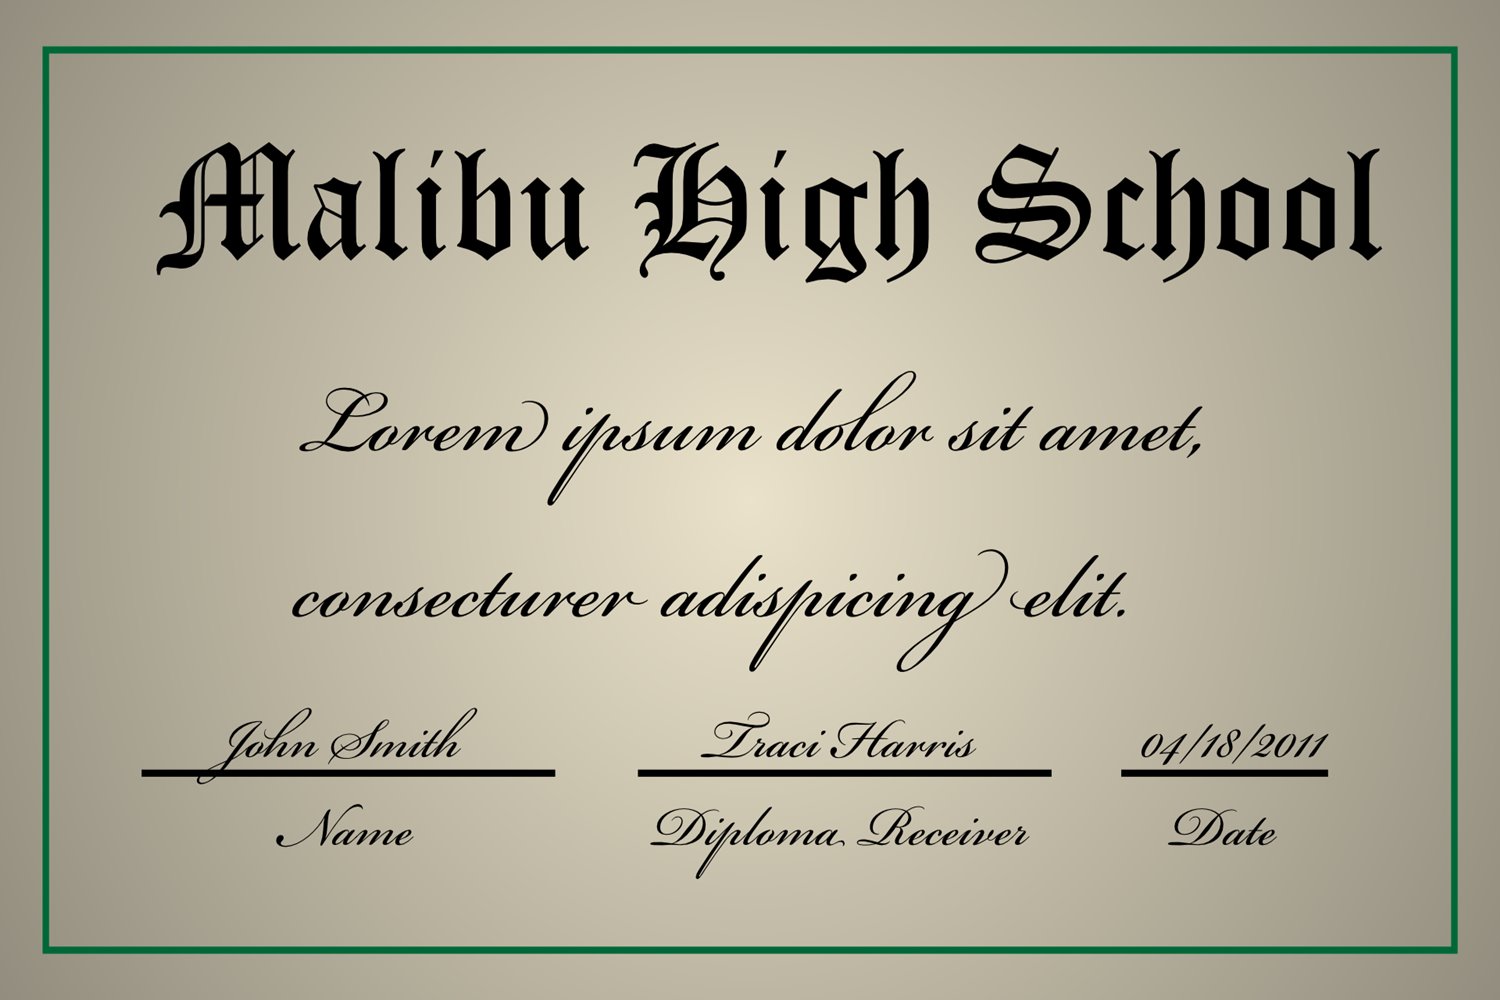 Malibu High School
Lorem ipsum dolor sit amet,
consecturer adispicing elit.
John Smith Traci Harris 04/18/2011
Name Diploma Receiver Date